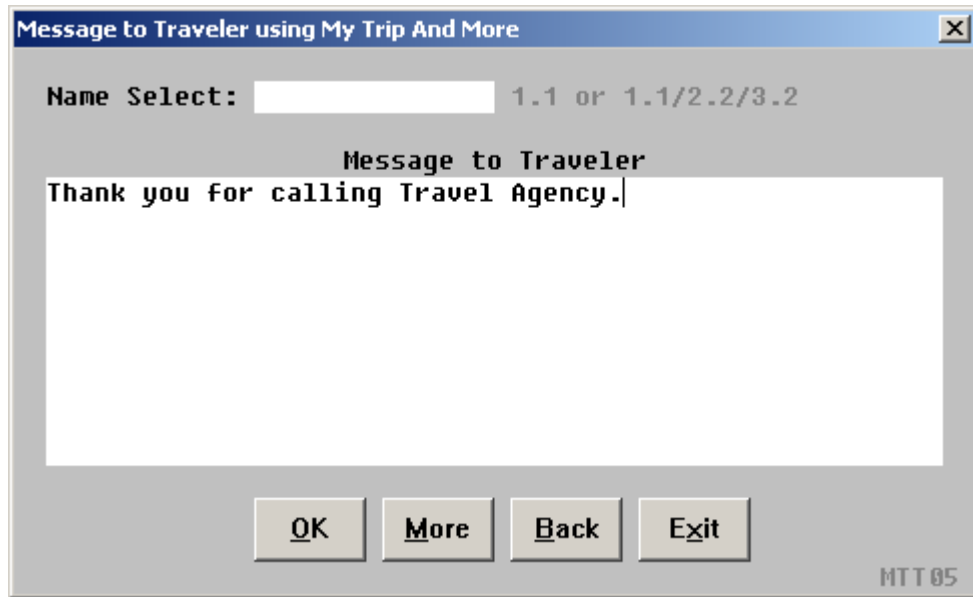 Message to Traveler using My Trip And More
Name Select: 1.1 or 1.1/2.2/3.2
Message to Traveler
Thank you for calling Travel Agency.
OK More Back Exit
MTT05